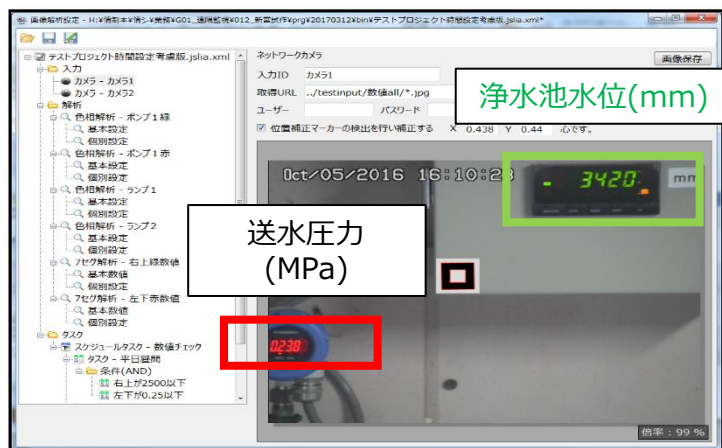 画像解析設定 - H:¥情制本¥情シ¥業務¥G01_遠隔監視¥012_新営試作¥prg¥20170312¥bin¥テストプロジェクト時間設定考慮版.jslia.xml*
テストプロジェクト時間設定考慮版.jslia.xml
入力
カメラ - カメラ1
カメラ - カメラ2
解析
色相解析 - ポンプ1緑
基本設定
個別設定
色相解析 - ポンプ1赤
基本設定
個別設定
色相解析 - ランプ1
基本設定
個別設定
色相解析 - ランプ2
基本設定
個別設定
7セグ解析 - 右上緑数値
基本数値
個別設定
7セグ解析 - 左下赤数値
基本数値
個別設定
タスク
スケジュールタスク - 数値チェック
タスク - 平日昼間
条件(AND)
右上が2500以下
左下が0.25以下
ネットワークカメラ
画像保存
入力ID カメラ1
取得URL ../testinput/数値all/*.jpg
ユーザー パスワード
位置補正マーカーの検出を行い補正する X 0.438 Y 0.44 心です。
浄水池水位(mm)
Oct/05/2016 16:10:28
3420
mm
送水圧力
(MPa)
0.238
倍率：99 %